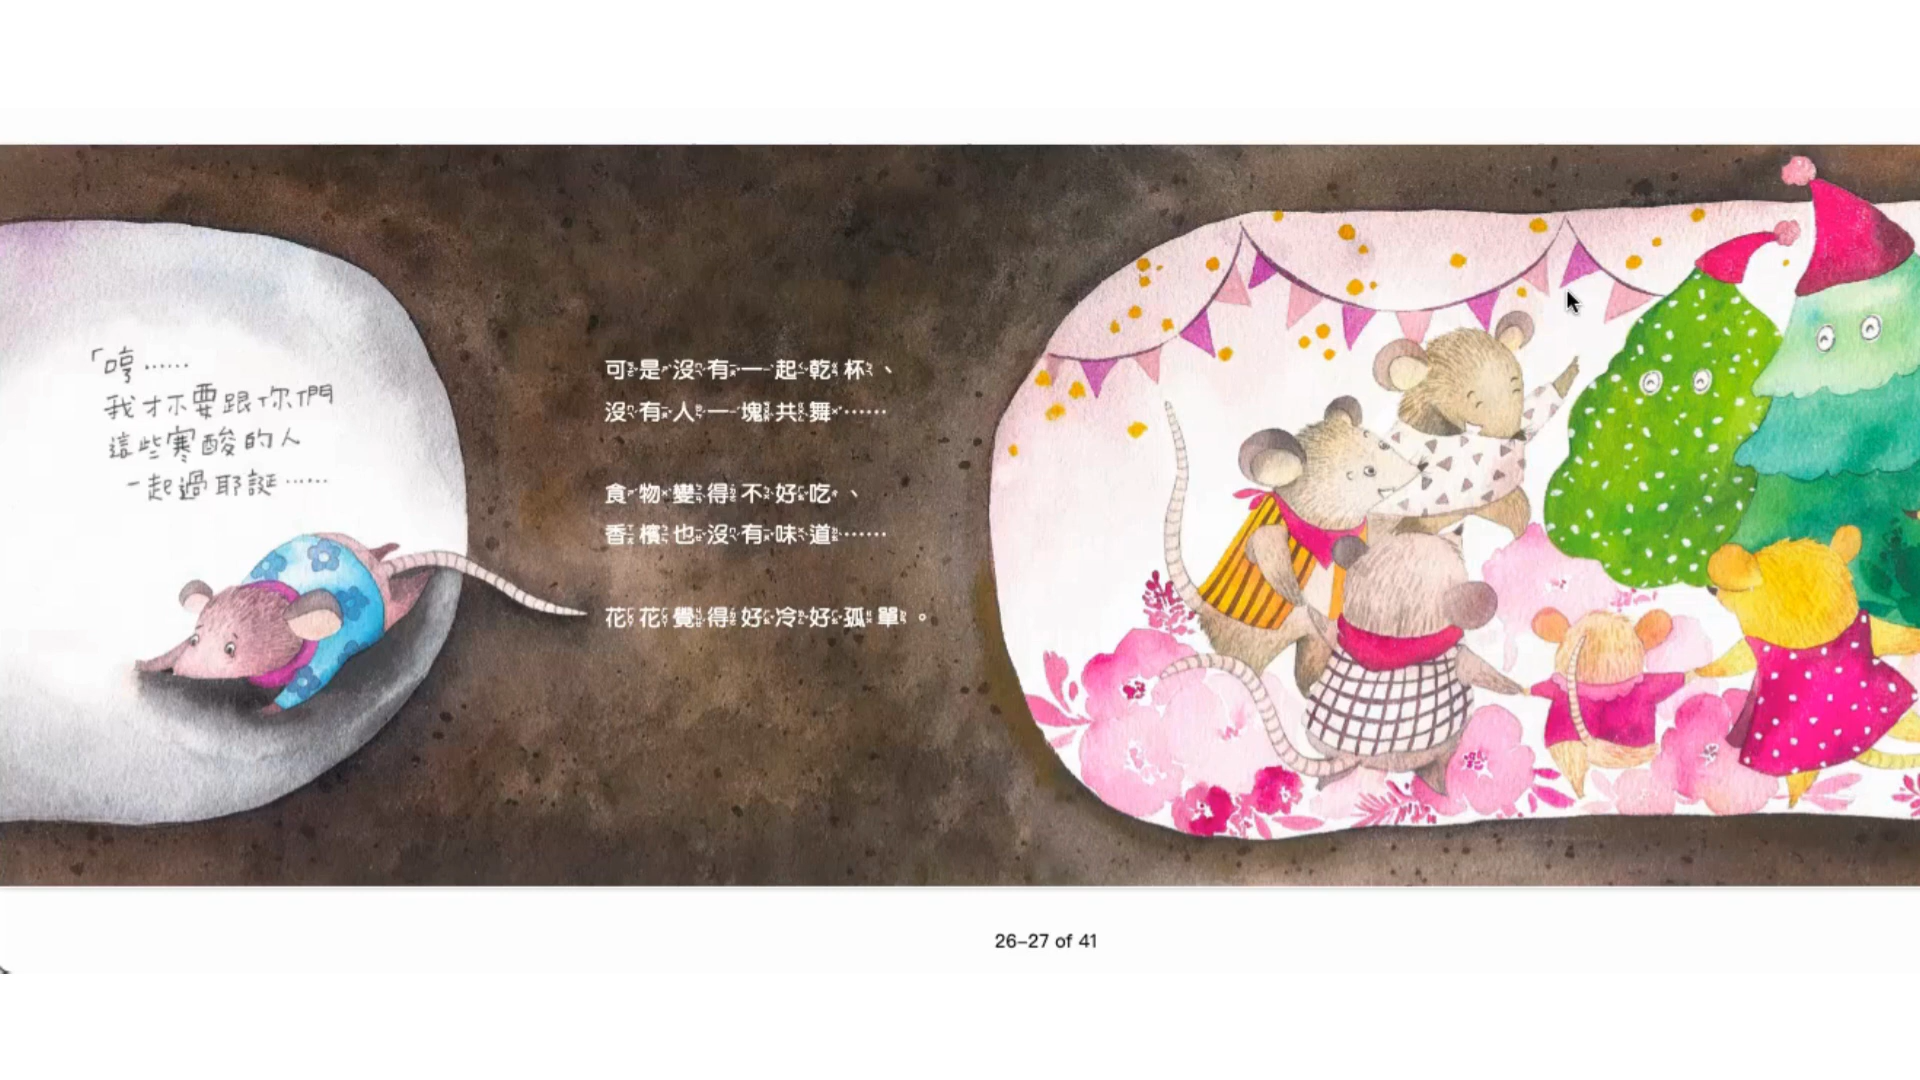 「哼……
我才不要跟你們
這些寒酸的人
一起過耶誕……
可是沒有一起乾杯、
沒有人一塊共舞……
食物變得不好吃、
香檳也沒有味道……
花花覺得好冷好孤單。
26–27 of 41